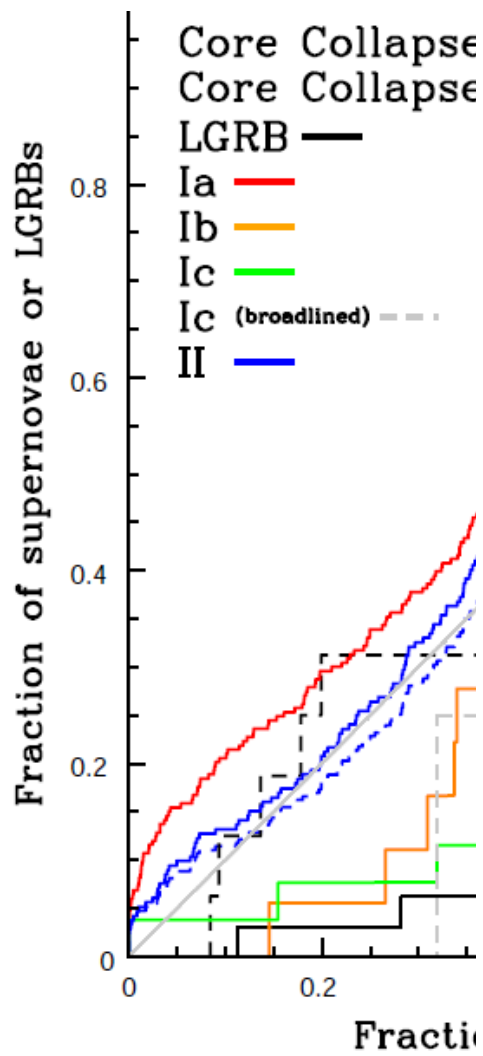 Core Collapse
Core Collapse
LGRB
Ia
Ib
Ic
Ic (broadlined)
II
Fraction of supernovae or LGRBs
0.8
0.6
0.4
0.2
0
0
0.2